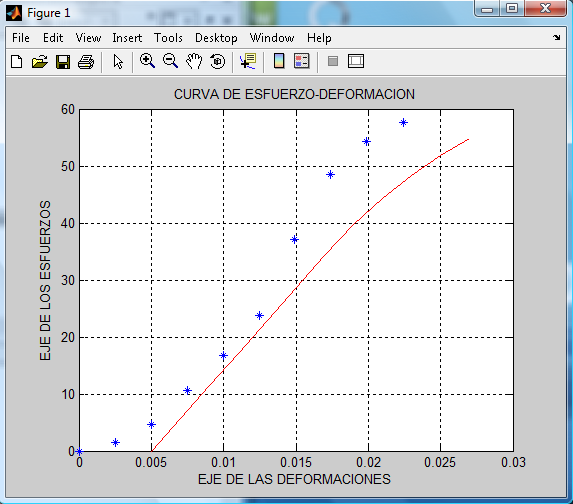 Figure 1
File Edit View Insert Tools Desktop Window Help
CURVA DE ESFUERZO-DEFORMACION
EJE DE LOS ESFUERZOS
60
50
40
30
20
10
0
0 0.005 0.01 0.015 0.02 0.025 0.03
EJE DE LAS DEFORMACIONES